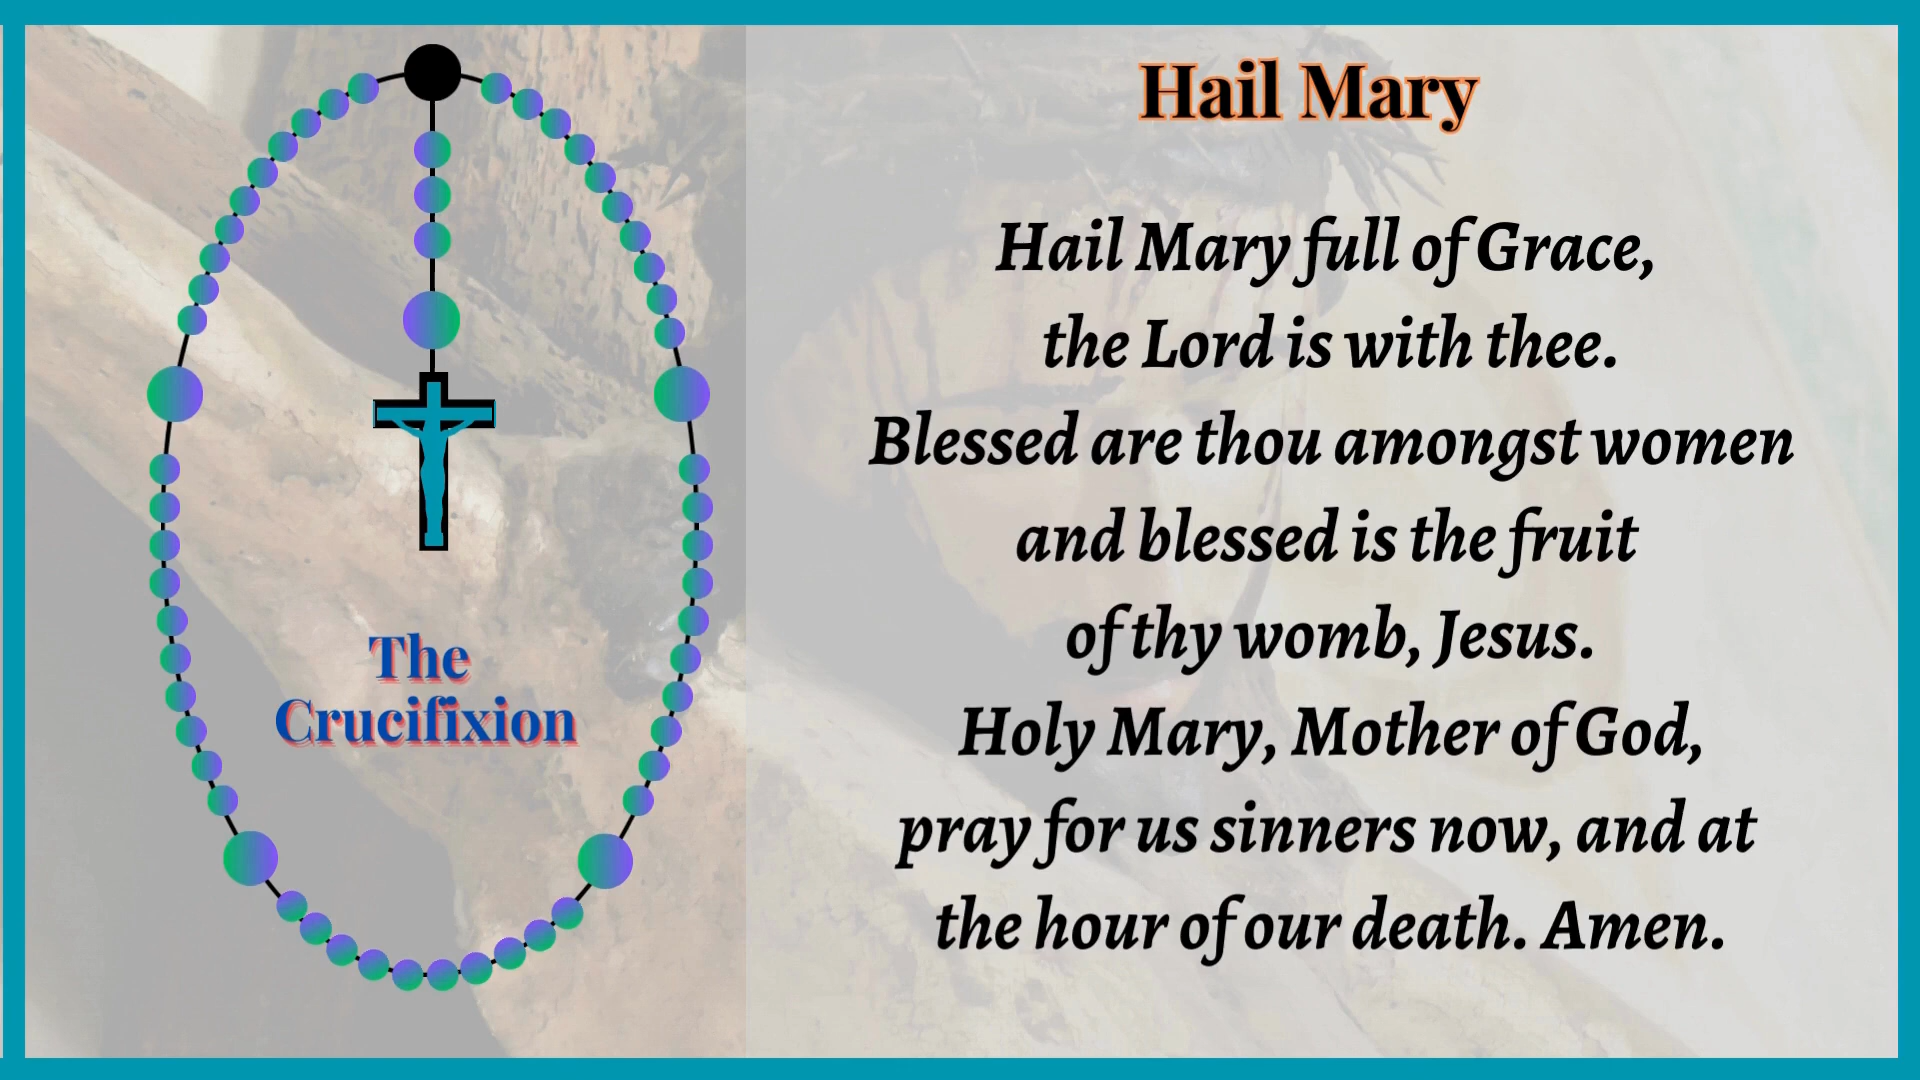 The
Crucifixion
Hail Mary
Hail Mary full of Grace,
the Lord is with thee.
Blessed are thou amongst women
and blessed is the fruit
of thy womb, Jesus.
Holy Mary, Mother of God,
pray for us sinners now, and at
the hour of our death. Amen.